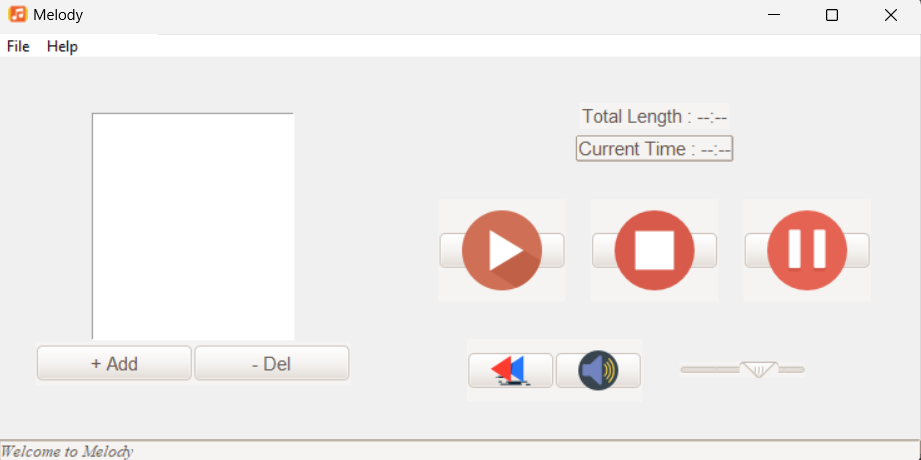 Melody
File Help
Total Length : --:--
Current Time : --:--
+ Add - Del
Welcome to Melody